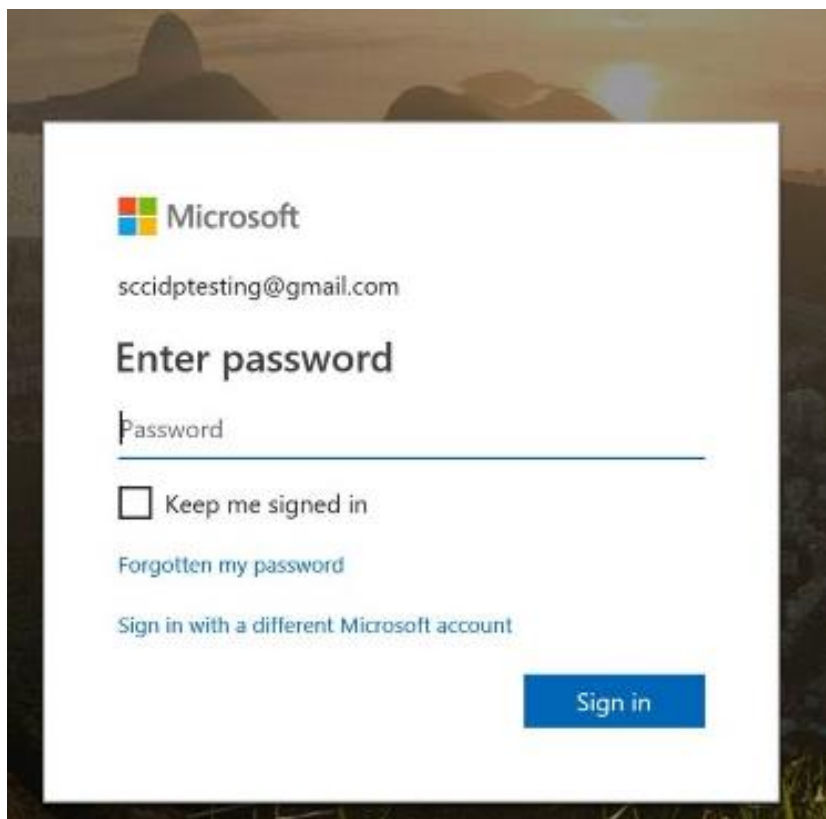 Microsoft
sccidptesting@gmail.com
Enter password
Password
Keep me signed in
Forgotten my password
Sign in with a different Microsoft account
Sign in